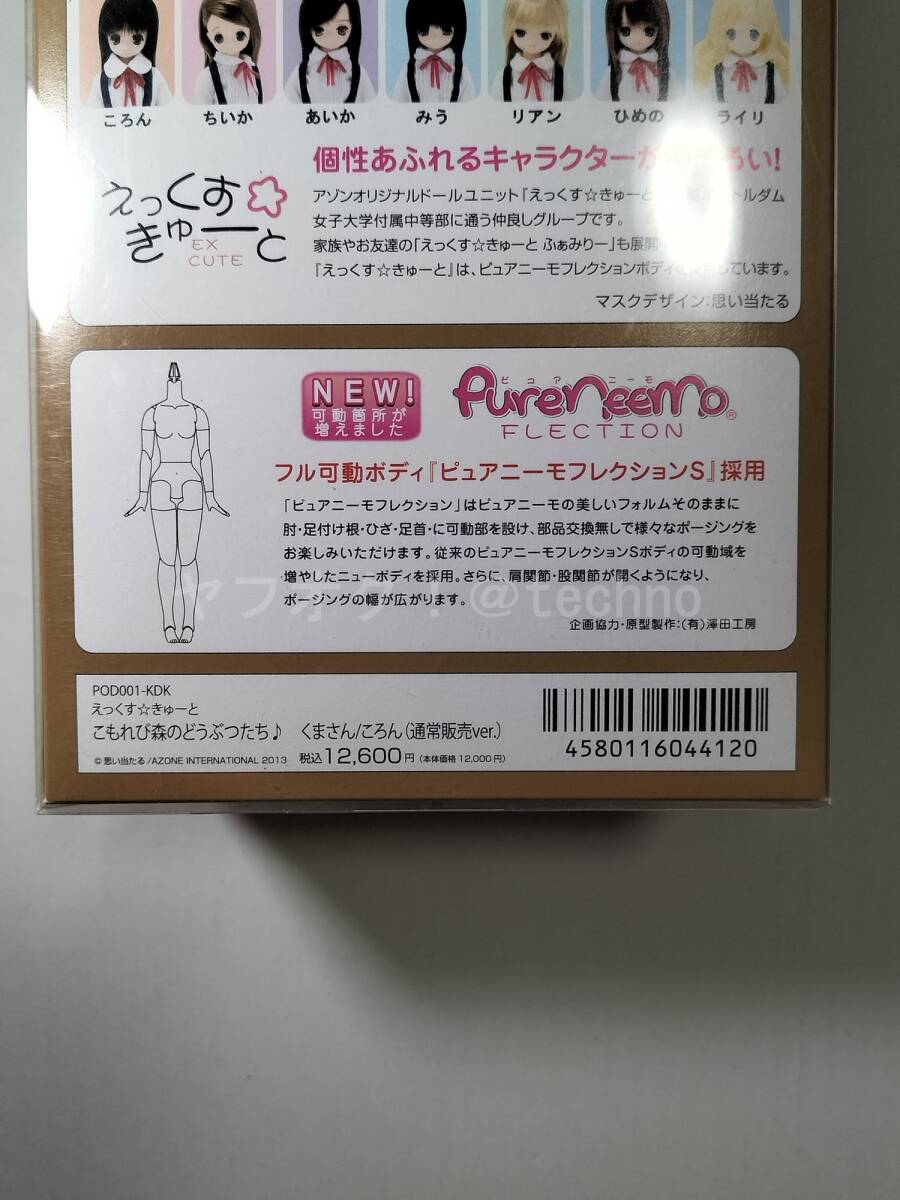 ころん ちいか あいか みう リアン ひめの ライリ
個性あふれるキャラクターが ろい!
えっくす☆
きゅーと
EX
CUTE
アゾンオリジナルドールユニット「えっくす☆きゅーと トルダム
女子大学付属中等部に通う仲良しグループです。
家族やお友達の「えっくす☆きゅーと ふぁみりー」も展開
『えっくす☆きゅーと』は、ピュアニーモフレクションボディ しています。
マスクデザイン:思い当たる
NEW!
可動箇所が
増えました
ピュアニーモ
PureNeemo®
FLECTION
フル可動ボディ『ピュアニーモフレクションS』採用
「ピュアニーモフレクション」はピュアニーモの美しいフォルムそのままに
肘・足付け根・ひざ・足首・に可動部を設け、部品交換無しで様々なポージングを
お楽しみいただけます。従来のピュアニーモフレクションSボディの可動域を
増やしたニューボディを採用。さらに、肩関節・股関節が開くようになり、
ポージングの幅が広がります。
ヤフオク!@techno
企画協力・原型製作:(有)澤田工房
POD001-KDK
えっくす☆きゅーと
こもれび森のどうぶつたち♪ くまさん/ころん(通常販売ver.)
© 思い当たる /AZONE INTERNATIONAL 2013 税込12,600円(本体価格 12,000円)
4580116044120